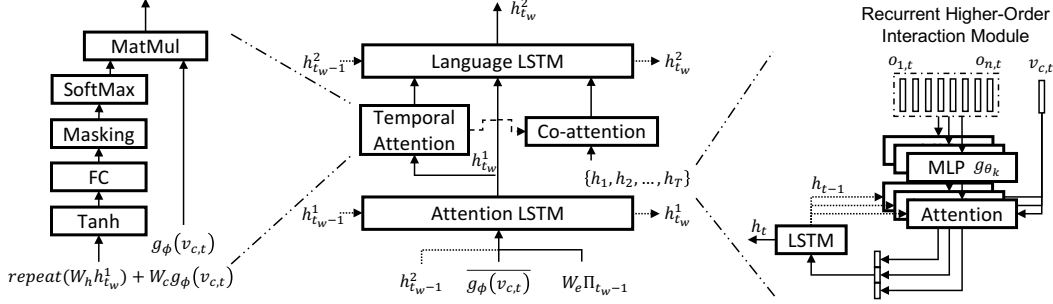 MatMul
SoftMax
Masking
FC
Tanh
g_ϕ(v_{c,t})
repeat(W_h h^1_{t_w}) + W_c g_ϕ(v_{c,t})
h^2_{t_w}
h^2_{t_w−1}
Language LSTM
h^2_{t_w}
Temporal
Attention
Co-attention
h^1_{t_w}
{h_1, h_2, …, h_T}
h^1_{t_w−1}
Attention LSTM
h^1_{t_w}
h^2_{t_w−1}
\overline{g_ϕ(v_{c,t})}
W_e Π_{t_w−1}
Recurrent Higher-Order
Interaction Module
o_{1,t}
o_{n,t}
v_{c,t}
MLP g_{θ_k}
h_{t−1}
Attention
h_t
LSTM